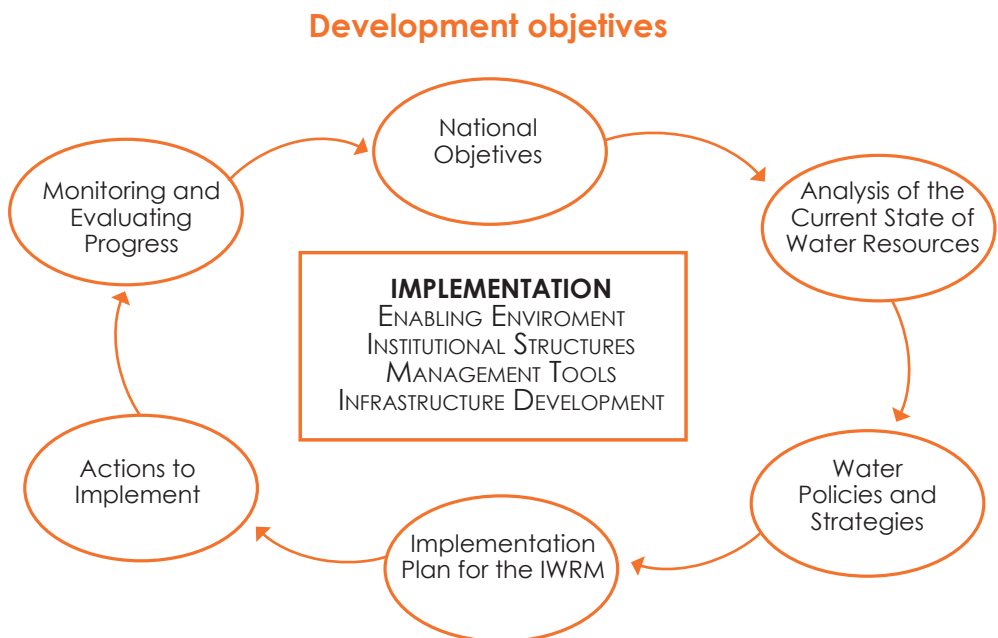 Development objetives
National
Objetives
Analysis of the
Current State of
Water Resources
Water
Policies and
Strategies
Implementation
Plan for the IWRM
Actions to
Implement
Monitoring and
Evaluating
Progress
IMPLEMENTATION
Enabling Enviroment
Institutional Structures
Management Tools
Infrastructure Development